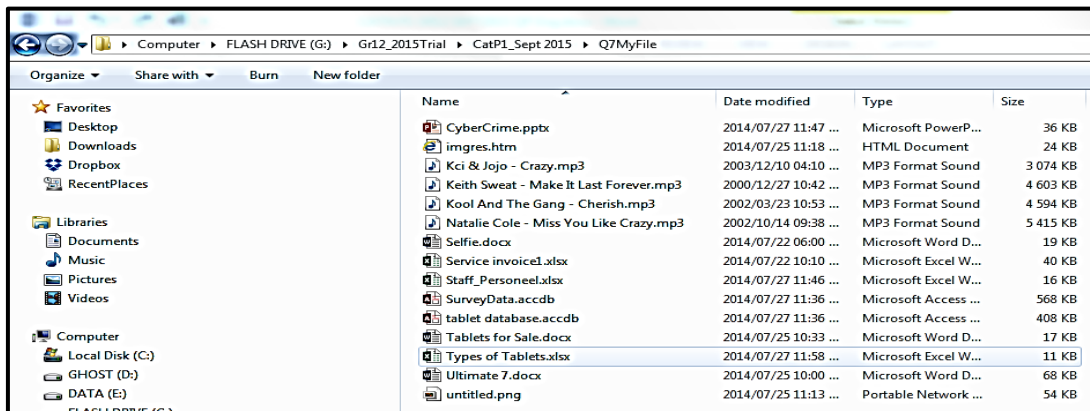 Computer ▸ FLASH DRIVE (G:) ▸ Gr12_2015Trial ▸ CatP1_Sept 2015 ▸ Q7MyFile
Organize Share with Burn New folder
Favorites
Desktop
Downloads
Dropbox
RecentPlaces
Libraries
Documents
Music
Pictures
Videos
Computer
Local Disk (C:)
GHOST (D:)
DATA (E:)
Name Date modified Type Size
CyberCrime.pptx 2014/07/27 11:47 ... Microsoft PowerP... 36 KB
imgres.htm 2014/07/25 11:18 ... HTML Document 24 KB
Kci & Jojo - Crazy.mp3 2003/12/10 04:10 ... MP3 Format Sound 3 074 KB
Keith Sweat - Make It Last Forever.mp3 2000/12/27 10:42 ... MP3 Format Sound 4 603 KB
Kool And The Gang - Cherish.mp3 2002/03/23 10:53 ... MP3 Format Sound 4 594 KB
Natalie Cole - Miss You Like Crazy.mp3 2002/10/14 09:38 ... MP3 Format Sound 5 415 KB
Selfie.docx 2014/07/22 06:00 ... Microsoft Word D... 19 KB
Service invoice1.xlsx 2014/07/22 10:10 ... Microsoft Excel W... 40 KB
Staff_Personeel.xlsx 2014/07/27 11:46 ... Microsoft Excel W... 16 KB
SurveyData.accdb 2014/07/27 11:36 ... Microsoft Access ... 568 KB
tablet database.accdb 2014/07/27 11:36 ... Microsoft Access ... 408 KB
Tablets for Sale.docx 2014/07/25 10:33 ... Microsoft Word D... 17 KB
Types of Tablets.xlsx 2014/07/27 11:58 ... Microsoft Excel W... 11 KB
Ultimate 7.docx 2014/07/25 10:00 ... Microsoft Word D... 68 KB
untitled.png 2014/07/25 11:13 ... Portable Network ... 54 KB